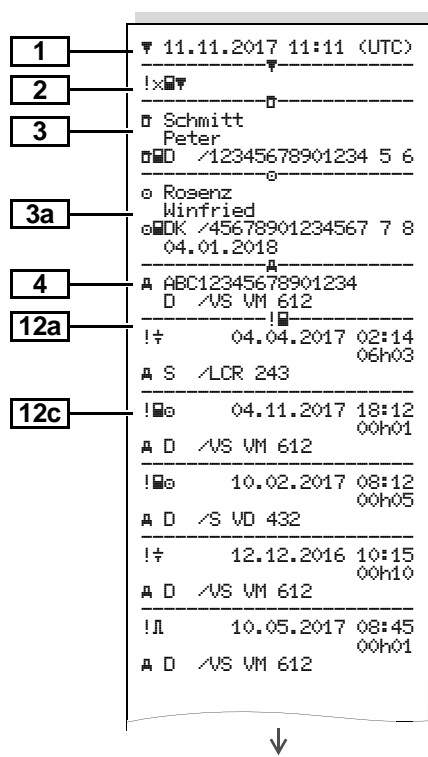 1
▼ 11.11.2017 11:11 (UTC)
2
!×▼
3
Schmitt
Peter
D /12345678901234 5 6
3a
Rogenz
Winfried
DK /45678901234567 7 8
04.01.2018
4
A ABC12345678901234
D /VS VM 612
12a
! 04.04.2017 02:14
06h03
A S /LCR 243
12c
! 04.11.2017 18:12
00h01
A D /VS VM 612
! 10.02.2017 08:12
00h05
A D /S VD 432
! 12.12.2016 10:15
00h10
A D /VS VM 612
! 10.05.2017 08:45
00h01
A D /VS VM 612